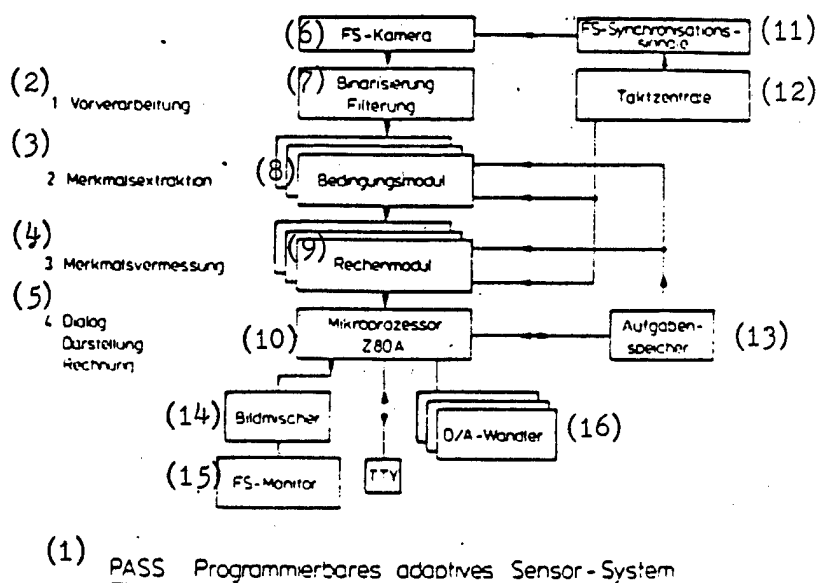 (6) FS-Kamera
FS-Synchronisations-
(11)
(7) Binarisierung
Filterung
Taktzentrale (12)
(2)
1 Vorverarbeitung
(3)
2 Merkmalsextraktion
(8) Bedingungsmodul
(4)
3 Merkmalsvermessung
(9) Rechenmodul
(5)
4 Dialog
Darstellung
Rechnung
(10) Mikroprozessor
Z80A
Aufgaben-
speicher (13)
(14) Bildmischer
D/A-Wandler (16)
(15) FS-Monitor
TTY
(1) PASS Programmierbares adaptives Sensor-System